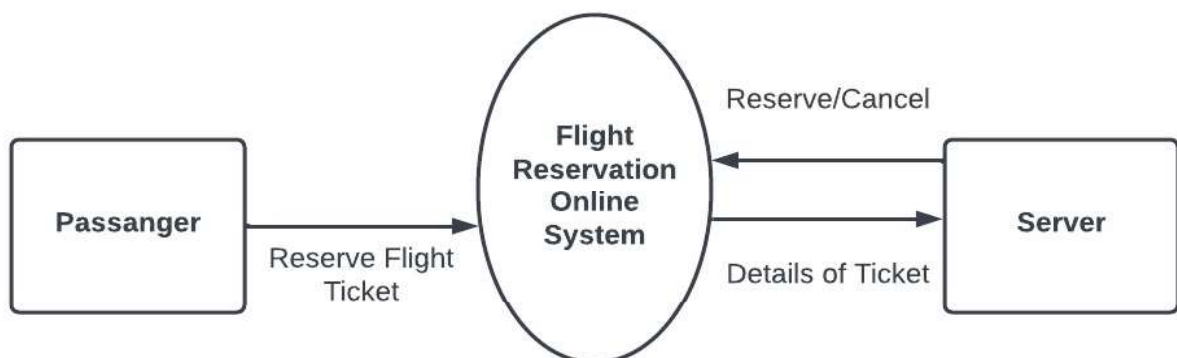 Passanger
Reserve Flight
Ticket
Flight
Reservation
Online
System
Reserve/Cancel
Details of Ticket
Server